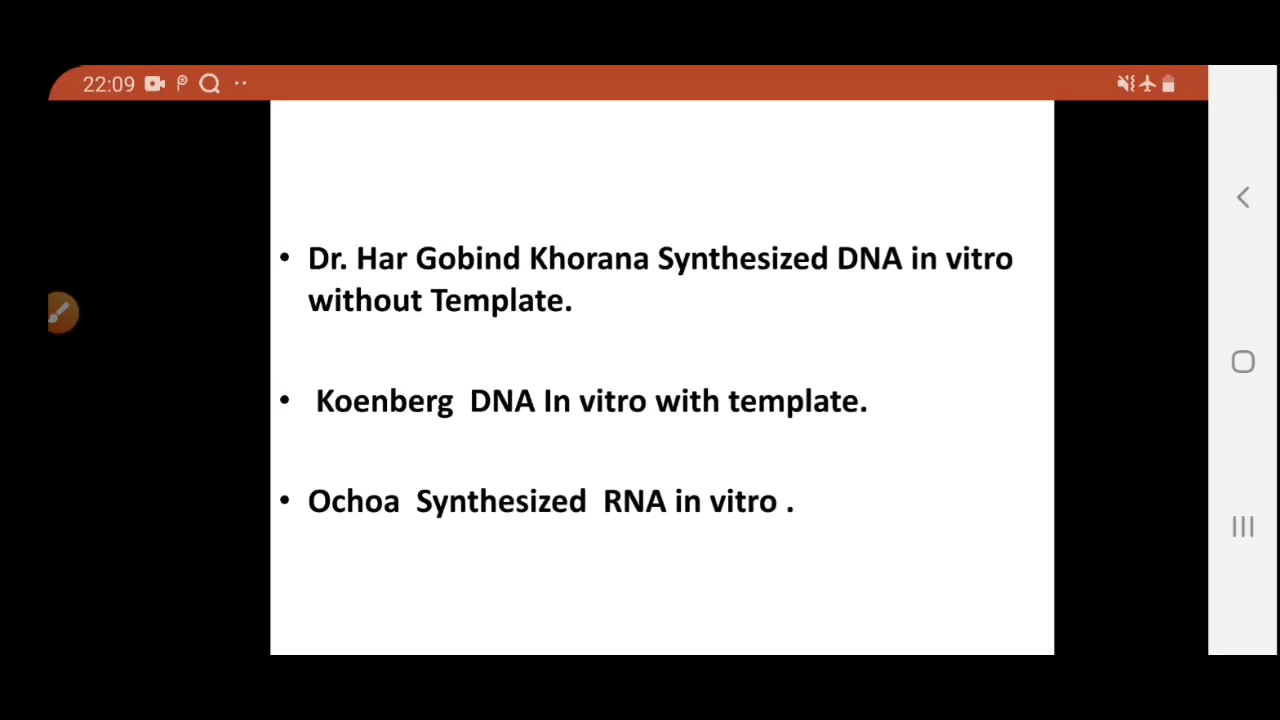 22:09
• Dr. Har Gobind Khorana Synthesized DNA in vitro
without Template.
• Koenberg DNA In vitro with template.
• Ochoa Synthesized RNA in vitro .